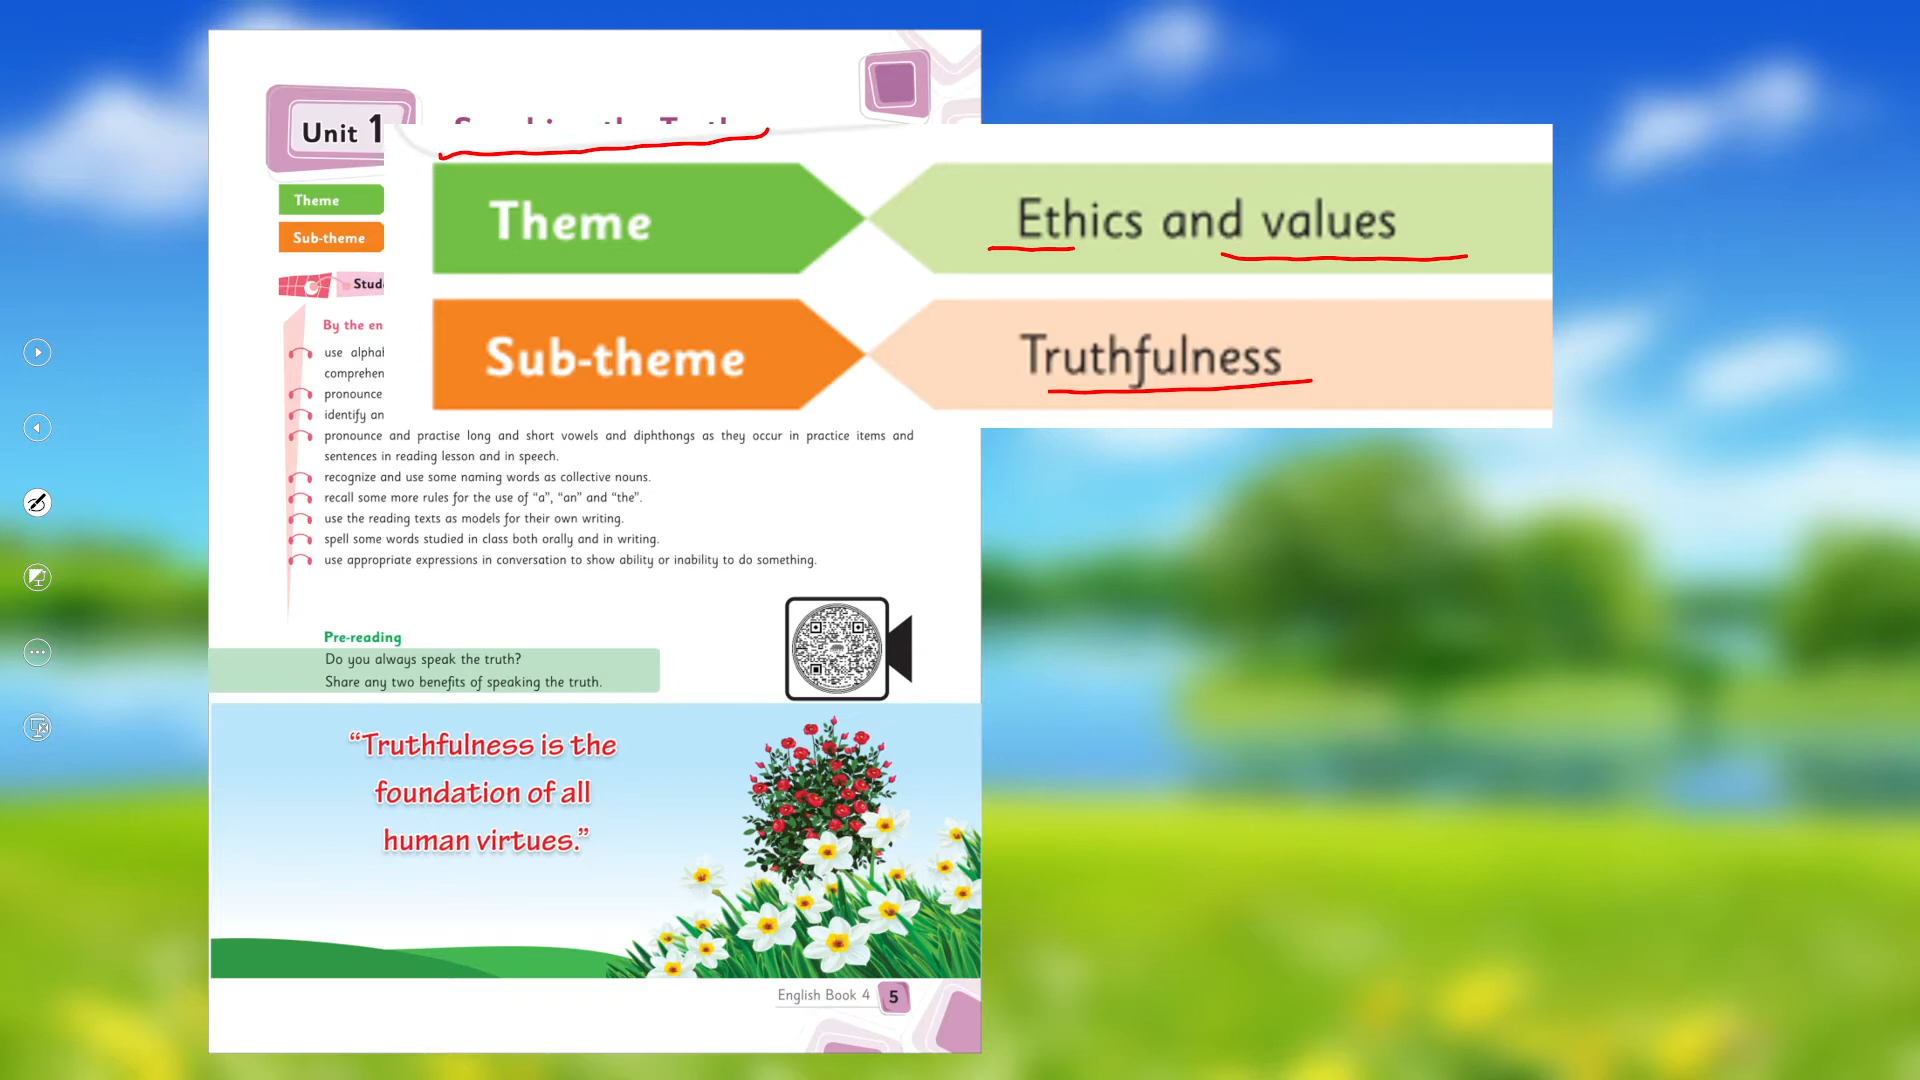 Unit 1
Speaking the Truth
Theme
Ethics and values
Sub-theme
Truthfulness
Theme
Sub-theme
By the en
use
comprehen
pronounce
identify an
pronounce and practise long and short vowels and diphthongs as they occur in practice items and
sentences in reading lesson and in speech.
recognize and use some naming words as collective nouns.
recall some more rules for the use of “a”, “an” and “the”.
use the reading texts as models for their own writing.
spell some words studied in class both orally and in writing.
use appropriate expressions in conversation to show ability or inability to do something.
Pre-reading
Do you always speak the truth?
Share any two benefits of speaking the truth.
“Truthfulness is the
foundation of all
human virtues.”
English Book 4 5